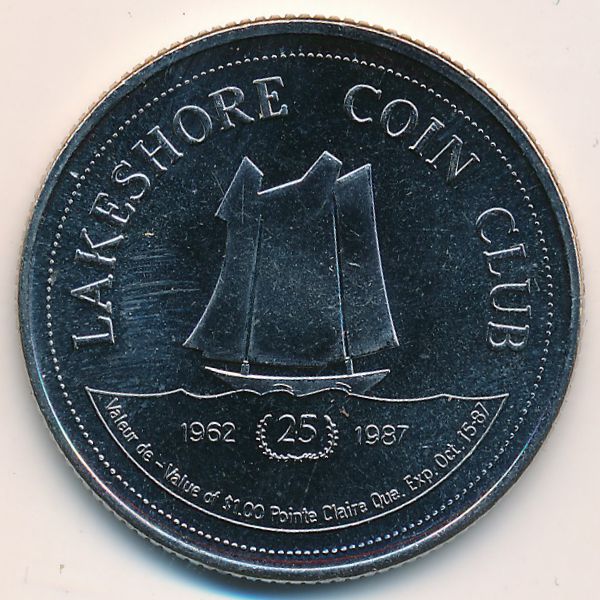 LAKESHORE COIN CLUB
1962 25 1987
Valeur de - Value of $1.00 Pointe Claire Que. Exp. Oct. 15-87